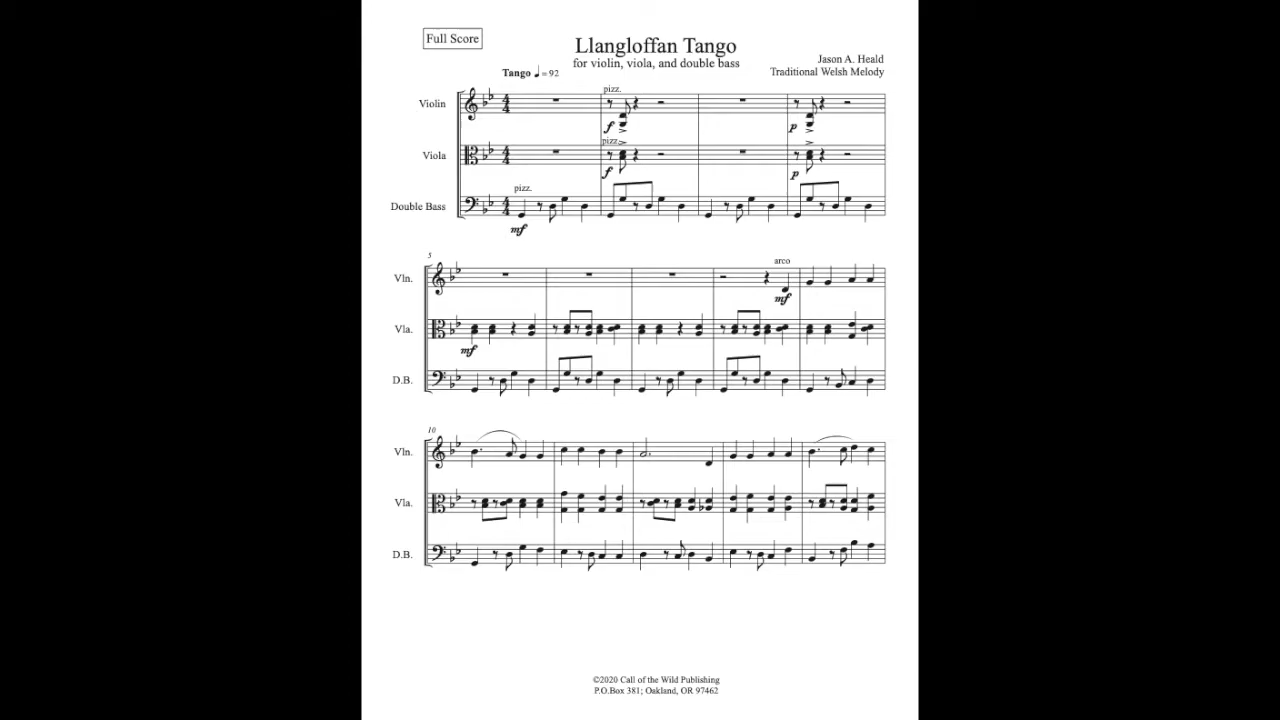 Full Score
Llangloffan Tango
for violin, viola, and double bass
Jason A. Heald
Traditional Welsh Melody
Tango ♩ = 92
pizz.
Violin
f
p
pizz.
Viola
f
p
pizz.
Double Bass
mf
5
arco
Vln.
mf
Vla.
mf
D.B.
10
Vln.
Vla.
D.B.
©2020 Call of the Wild Publishing
P.O.Box 381; Oakland, OR 97462